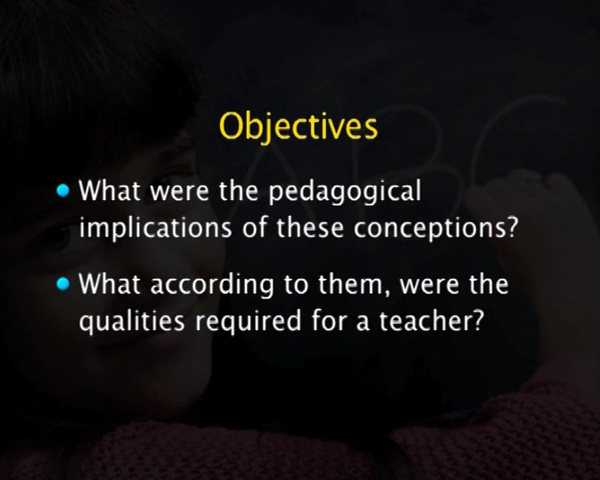 Objectives
• What were the pedagogical
implications of these conceptions?
• What according to them, were the
qualities required for a teacher?
ABC